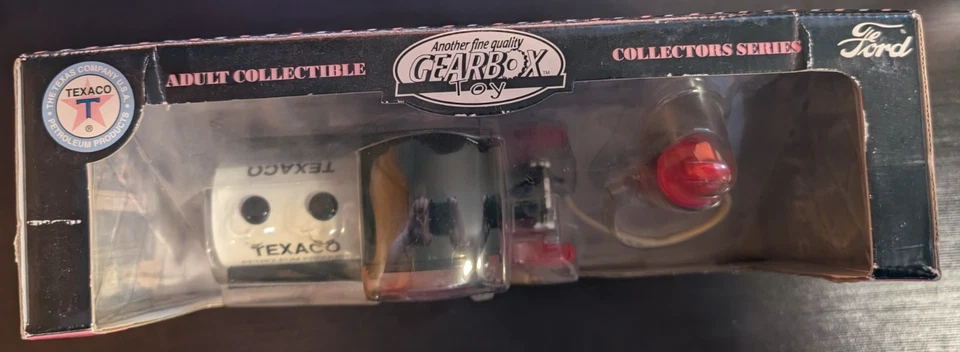 THE TEXAS COMPANY U.S.A.
TEXACO
T
®
PETROLEUM PRODUCTS
ADULT COLLECTIBLE
Another fine quality
GEARBOX
Toy
COLLECTORS SERIES
Ford
TEXACO
TEXACO